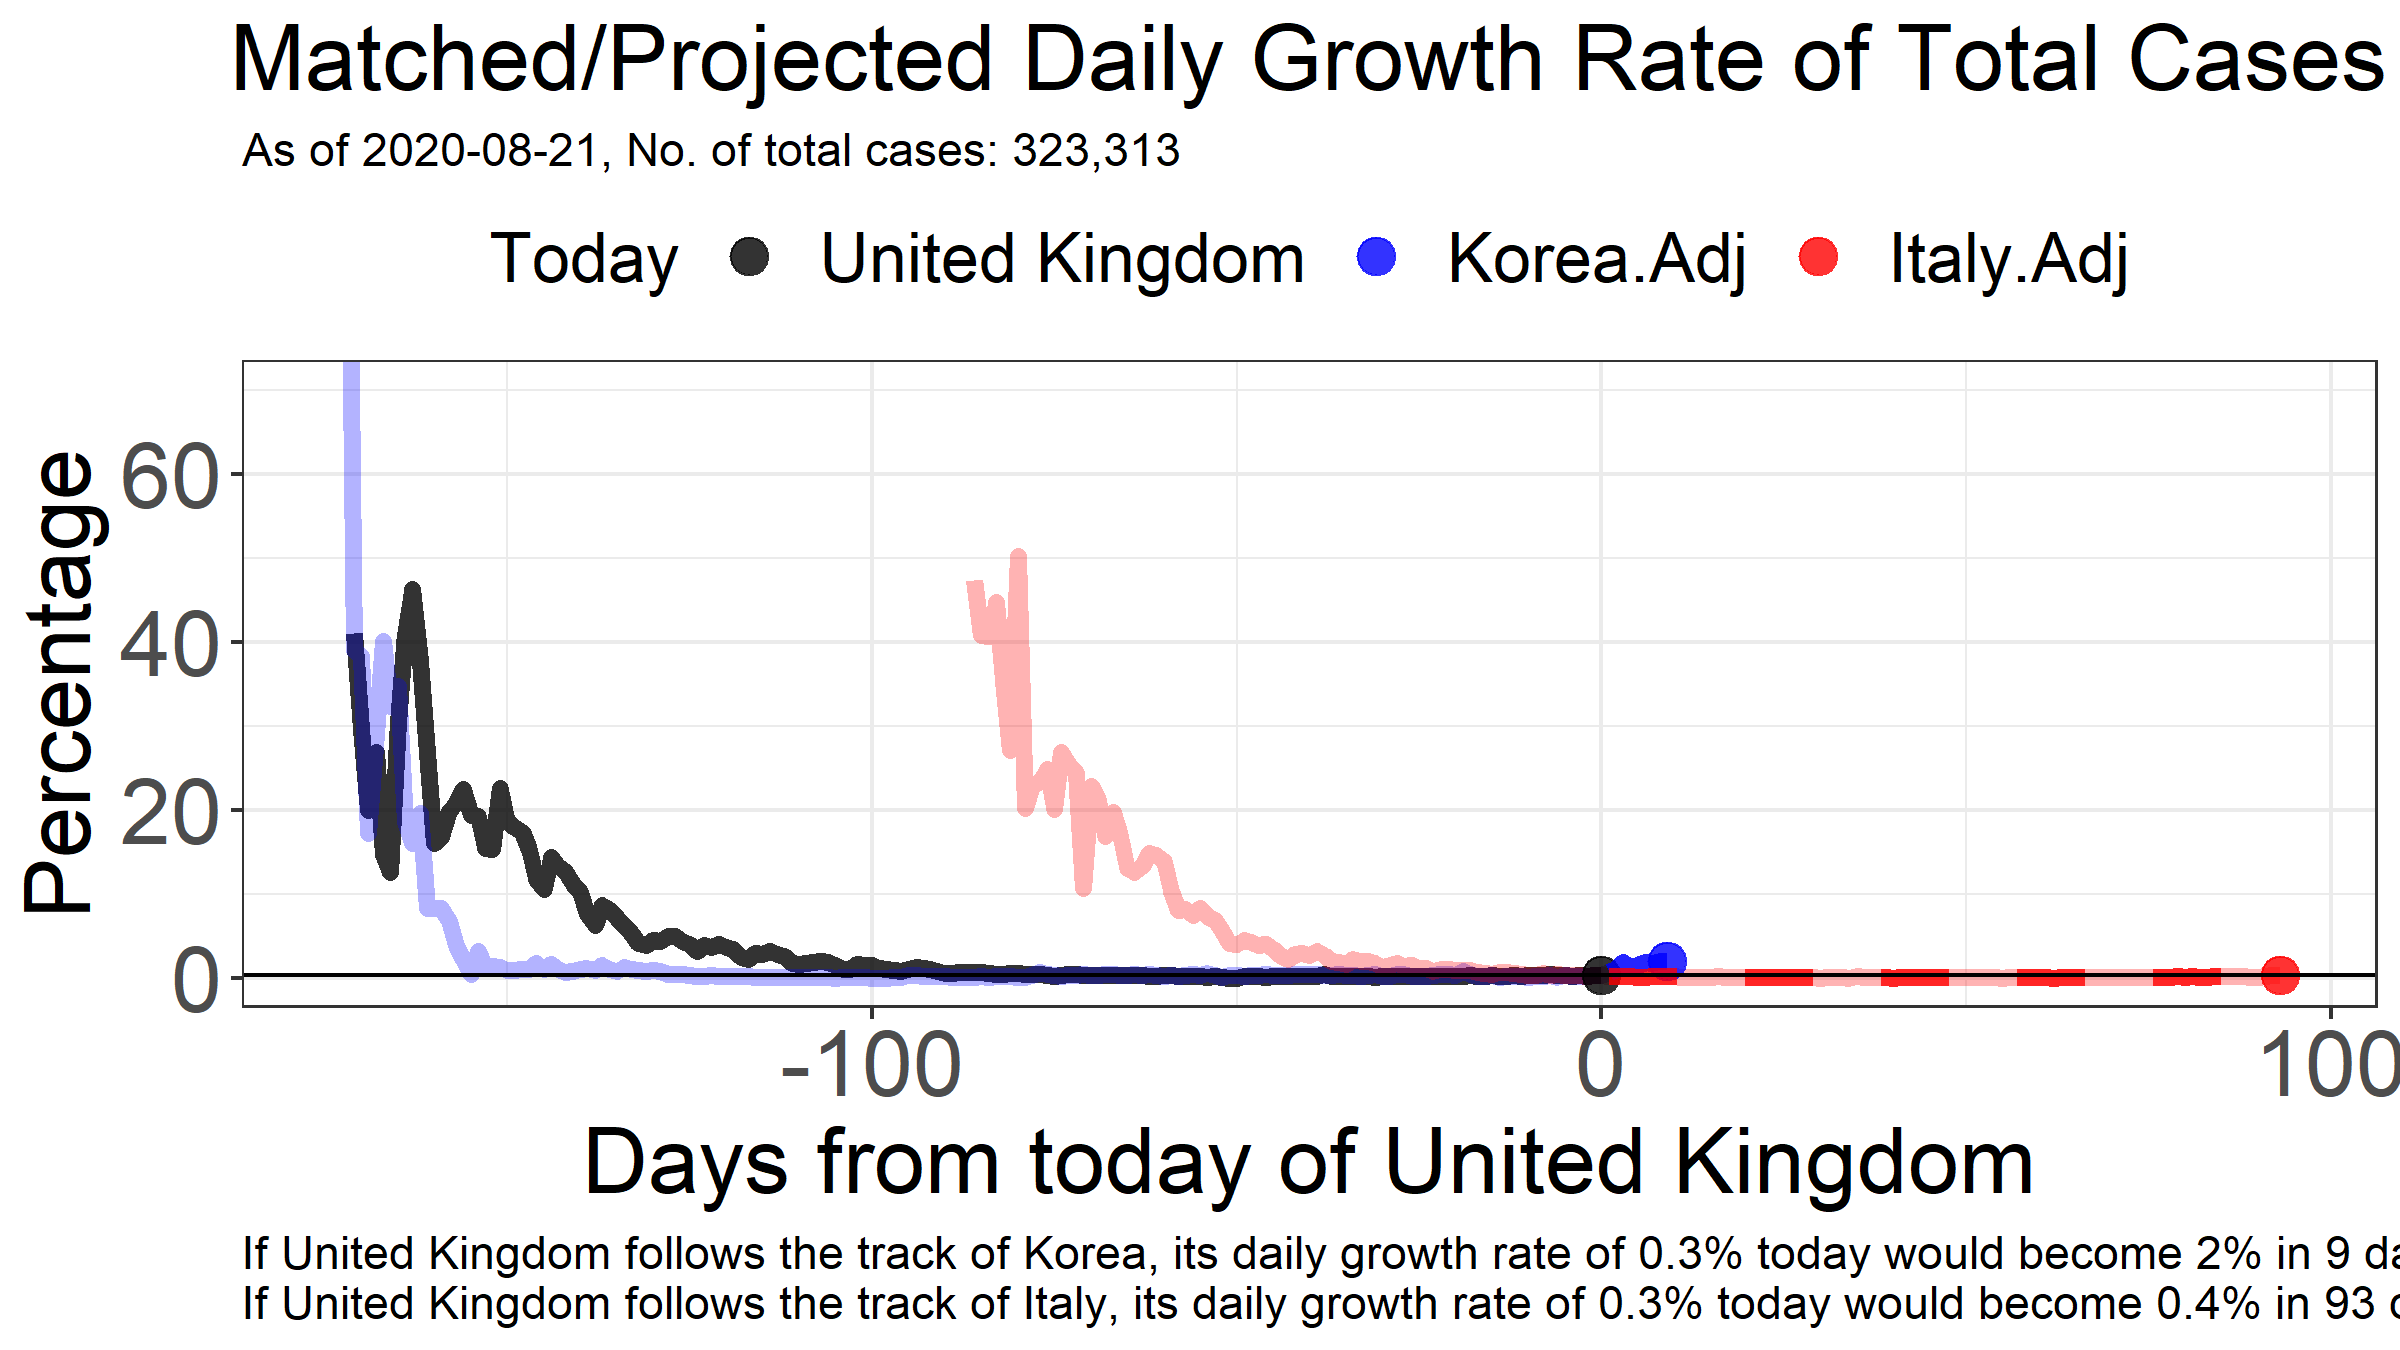 Matched/Projected Daily Growth Rate of Total Cases
As of 2020-08-21, No. of total cases: 323,313
Today United Kingdom Korea.Adj Italy.Adj
Percentage
60
40
20
0
-100 0 100
Days from today of United Kingdom
If United Kingdom follows the track of Korea, its daily growth rate of 0.3% today would become 2% in 9
If United Kingdom follows the track of Italy, its daily growth rate of 0.3% today would become 0.4% in 93